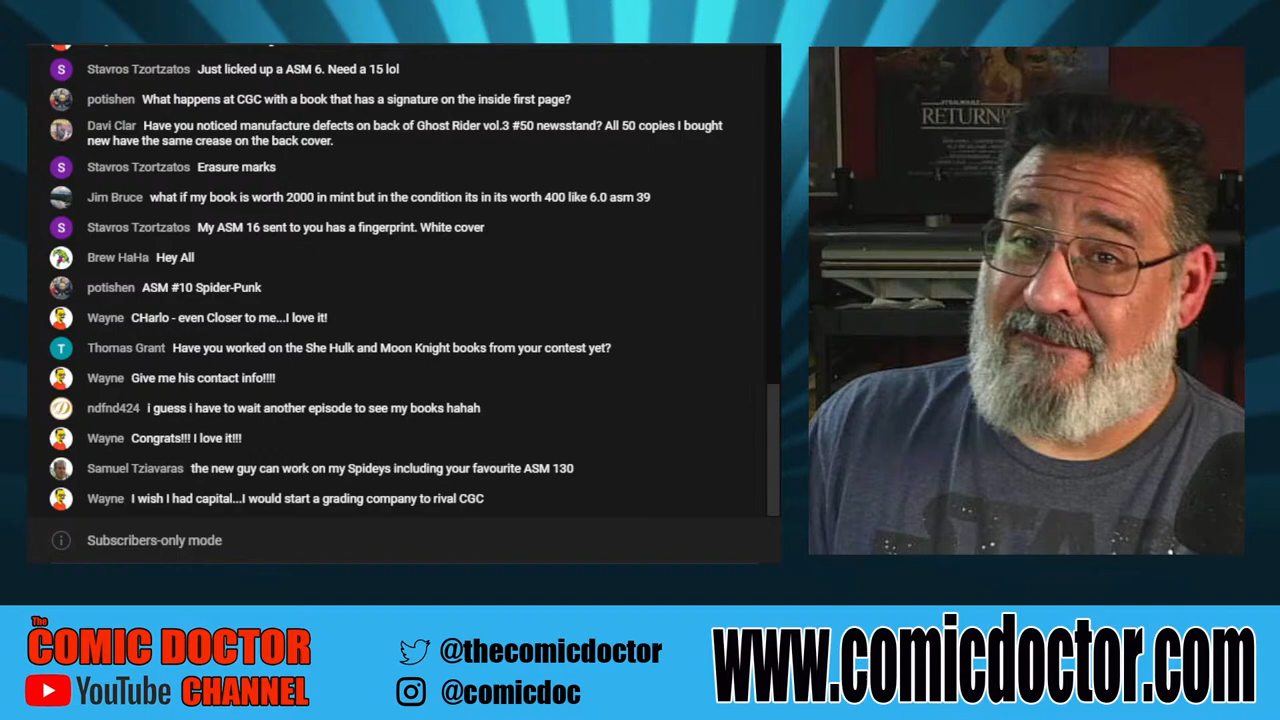 Stavros Tzortzatos Just licked up a ASM 6. Need a 15 lol
potishen What happens at CGC with a book that has a signature on the inside first page?
Davi Clar Have you noticed manufacture defects on back of Ghost Rider vol.3 #50 newsstand? All 50 copies I bought
new have the same crease on the back cover.
Stavros Tzortzatos Erasure marks
Jim Bruce what if my book is worth 2000 in mint but in the condition its in its worth 400 like 6.0 asm 39
Stavros Tzortzatos My ASM 16 sent to you has a fingerprint. White cover
Brew HaHa Hey All
potishen ASM #10 Spider-Punk
Wayne CHarlo - even Closer to me...I love it!
Thomas Grant Have you worked on the She Hulk and Moon Knight books from your contest yet?
Wayne Give me his contact info!!!!
ndfnd424 i guess i have to wait another episode to see my books hahah
Wayne Congrats!!! I love it!!!
Samuel Tziavaras the new guy can work on my Spideys including your favourite ASM 130
Wayne I wish I had capital...I would start a grading company to rival CGC
Subscribers-only mode
S
S
S
T
STAR WARS
RETURN
STAR
The
COMIC DOCTOR
YouTube CHANNEL
@thecomicdoctor
@comicdoc
www.comicdoctor.com